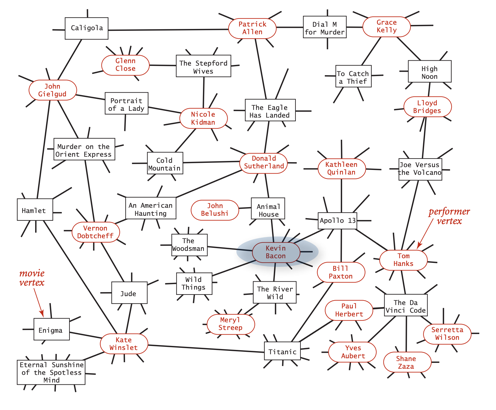 Caligola
Patrick
Allen
Dial M
for Murder
Grace
Kelly
Glenn
Close
The Stepford
Wives
To Catch
a Thief
High
Noon
John
Gielgud
Portrait
of a Lady
Nicole
Kidman
The Eagle
Has Landed
Lloyd
Bridges
Murder on the
Orient Express
Cold
Mountain
Donald
Sutherland
Kathleen
Quinlan
Joe Versus
the Volcano
Hamlet
An American
Haunting
John
Belushi
Animal
House
Apollo 13
performer
vertex
Vernon
Dobtcheff
The
Woodsman
Kevin
Bacon
Tom
Hanks
movie
vertex
Jude
Wild
Things
The River
Wild
Bill
Paxton
Paul
Herbert
The Da
Vinci Code
Enigma
Kate
Winslet
Meryl
Streep
Titanic
Yves
Aubert
Shane
Zaza
Serretta
Wilson
Eternal Sunshine
of the Spotless
Mind